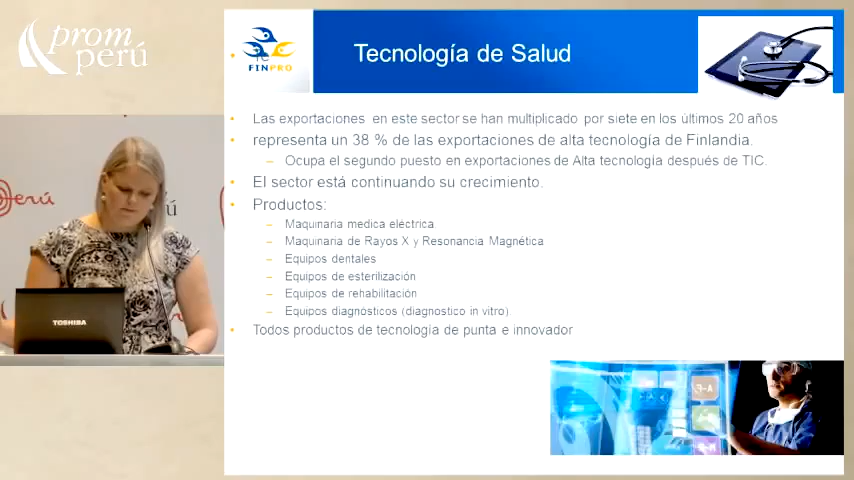 prom
perú
erú
ú
TOSHIBA
FINPRO
Tecnología de Salud
Las exportaciones en este sector se han multiplicado por siete en los últimos 20 años
representa un 38 % de las exportaciones de alta tecnología de Finlandia.
Ocupa el segundo puesto en exportaciones de Alta tecnología después de TIC.
El sector está continuando su crecimiento.
Productos:
Maquinaria medica eléctrica
Maquinaria de Rayos X y Resonancia Magnética
Equipos dentales
Equipos de esterilización
Equipos de rehabilitación
Equipos diagnósticos (diagnostico in vitro)
Todos productos de tecnología de punta e innovador